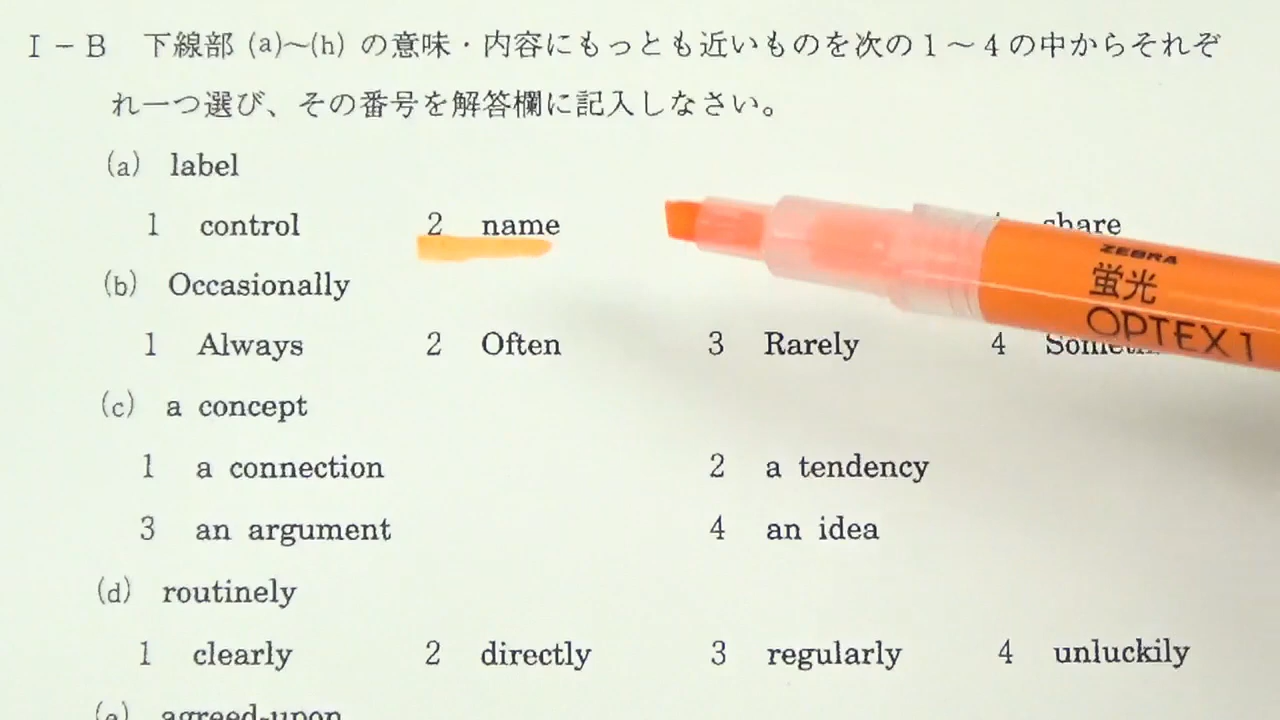 I－B 下線部 (a)～(h) の意味・内容にもっとも近いものを次の1～4の中からそれぞ
れ一つ選び、その番号を解答欄に記入しなさい。
(a) label
1 control 2 name share
(b) Occasionally
1 Always 2 Often 3 Rarely 4
(c) a concept
1 a connection 2 a tendency
3 an argument 4 an idea
(d) routinely
1 clearly 2 directly 3 regularly 4 unluckily
(e) agreed-upon
ZEBRA
蛍光
OPTEX 1